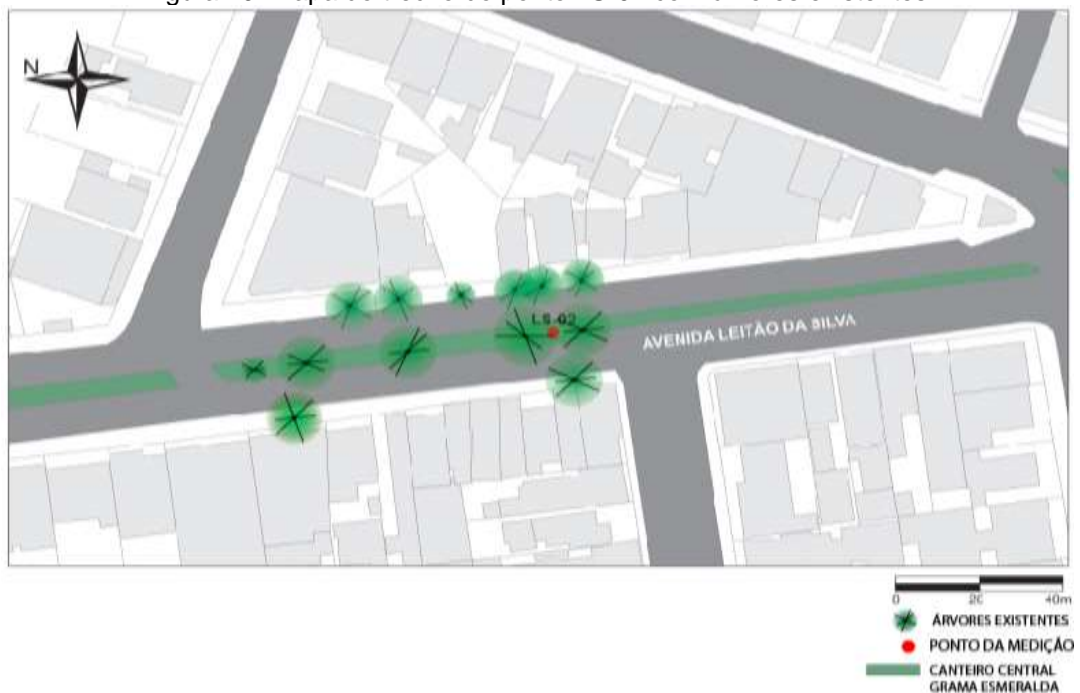 N
LS-02
AVENIDA LEITÃO DA SILVA
0 20 40m
ÁRVORES EXISTENTES
PONTO DA MEDIÇÃO
CANTEIRO CENTRAL
GRAMA ESMERALDA